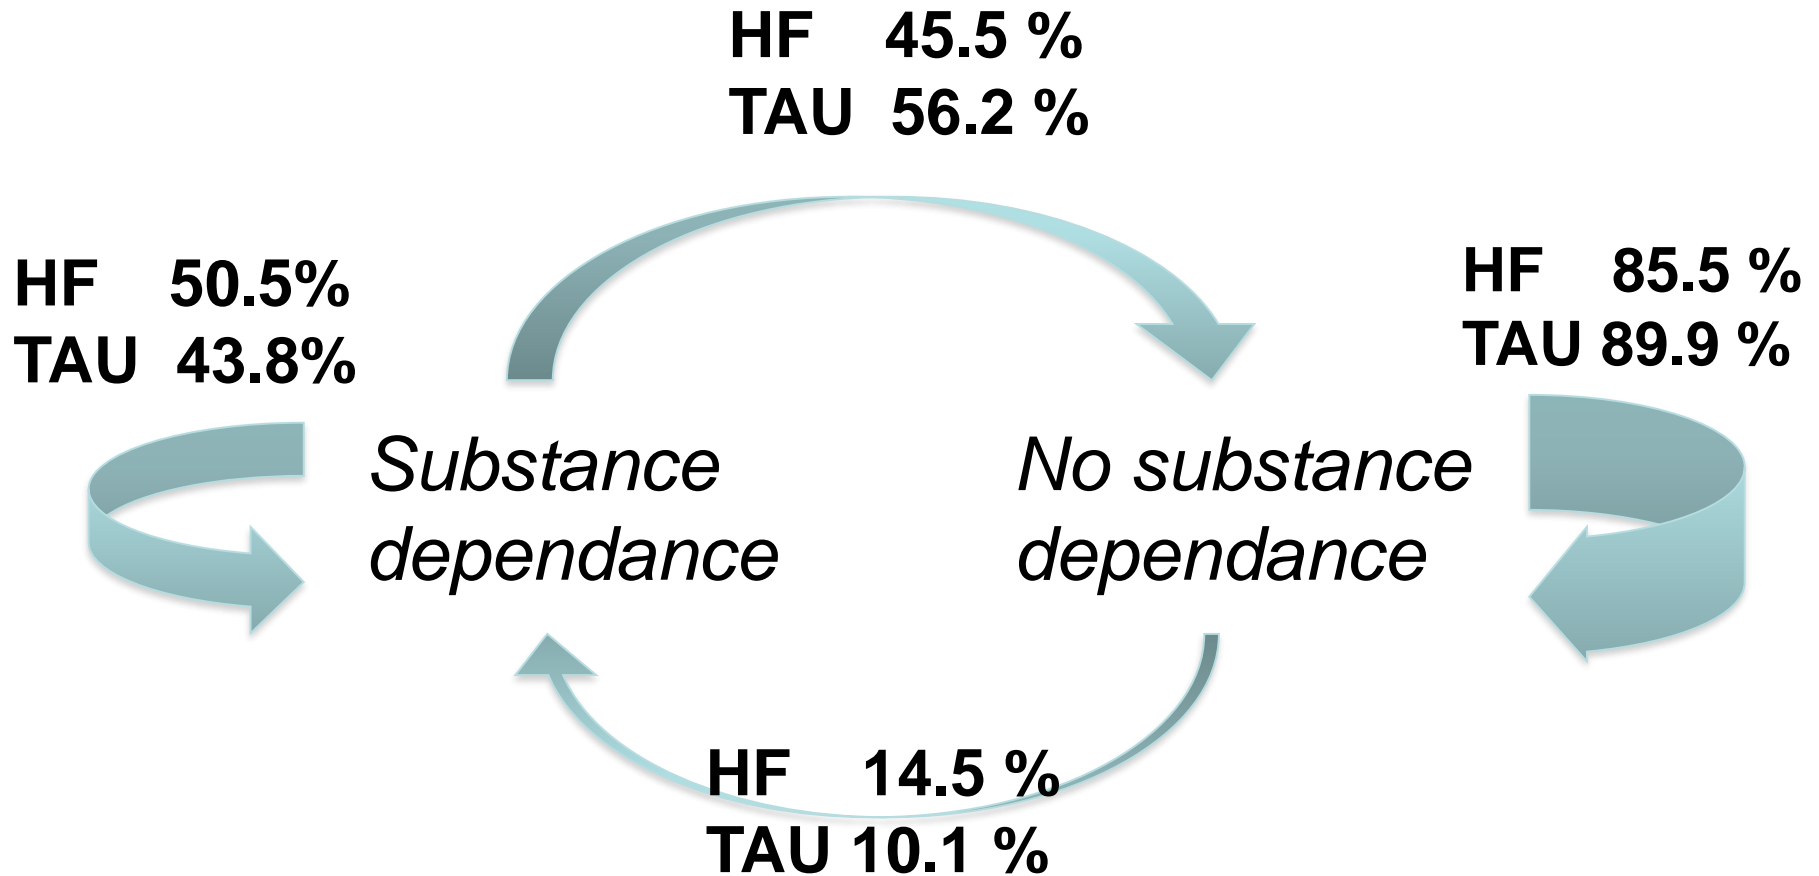 HF 45.5 %
TAU 56.2 %
HF 50.5%
TAU 43.8%
HF 85.5 %
TAU 89.9 %
Substance
dependance
No substance
dependance
HF 14.5 %
TAU 10.1 %